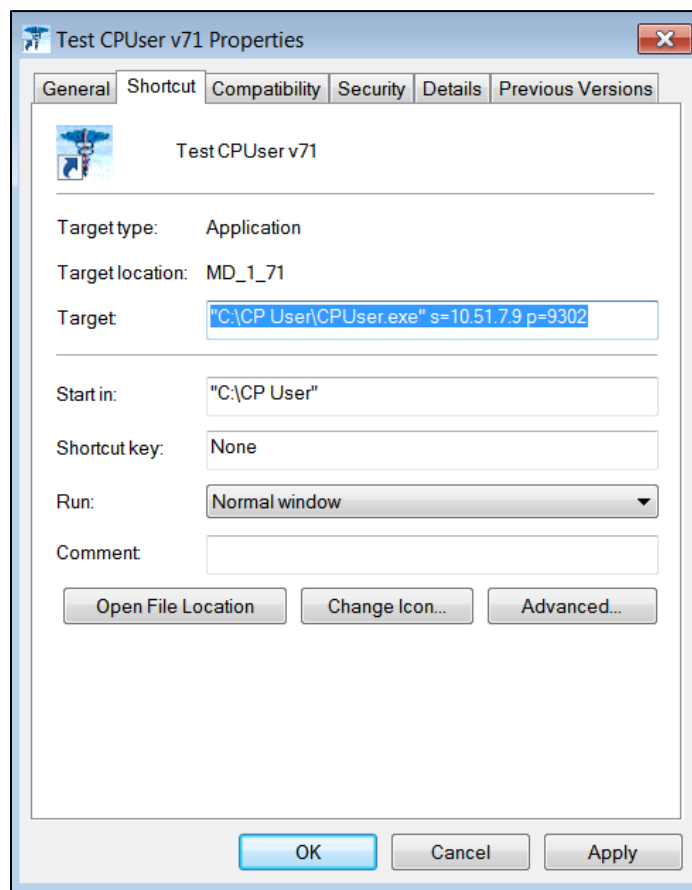 Test CPUser v71 Properties
General Shortcut Compatibility Security Details Previous Versions
Test CPUser v71
Target type: Application
Target location: MD_1_71
Target: "C:\CP User\CPUser.exe" s=10.51.7.9 p=9302
Start in: "C:\CP User"
Shortcut key: None
Run: Normal window
Comment:
Open File Location Change Icon... Advanced...
OK Cancel Apply